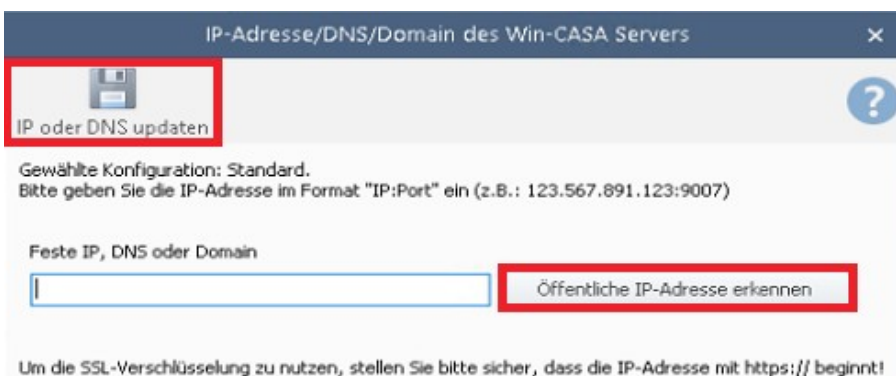 IP-Adresse/DNS/Domain des Win-CASA Servers
IP oder DNS updaten
?
Gewählte Konfiguration: Standard.
Bitte geben Sie die IP-Adresse im Format "IP:Port" ein (z.B.: 123.567.891.123:9007)
Feste IP, DNS oder Domain
Öffentliche IP-Adresse erkennen
Um die SSL-Verschlüsselung zu nutzen, stellen Sie bitte sicher, dass die IP-Adresse mit https:// beginnt!